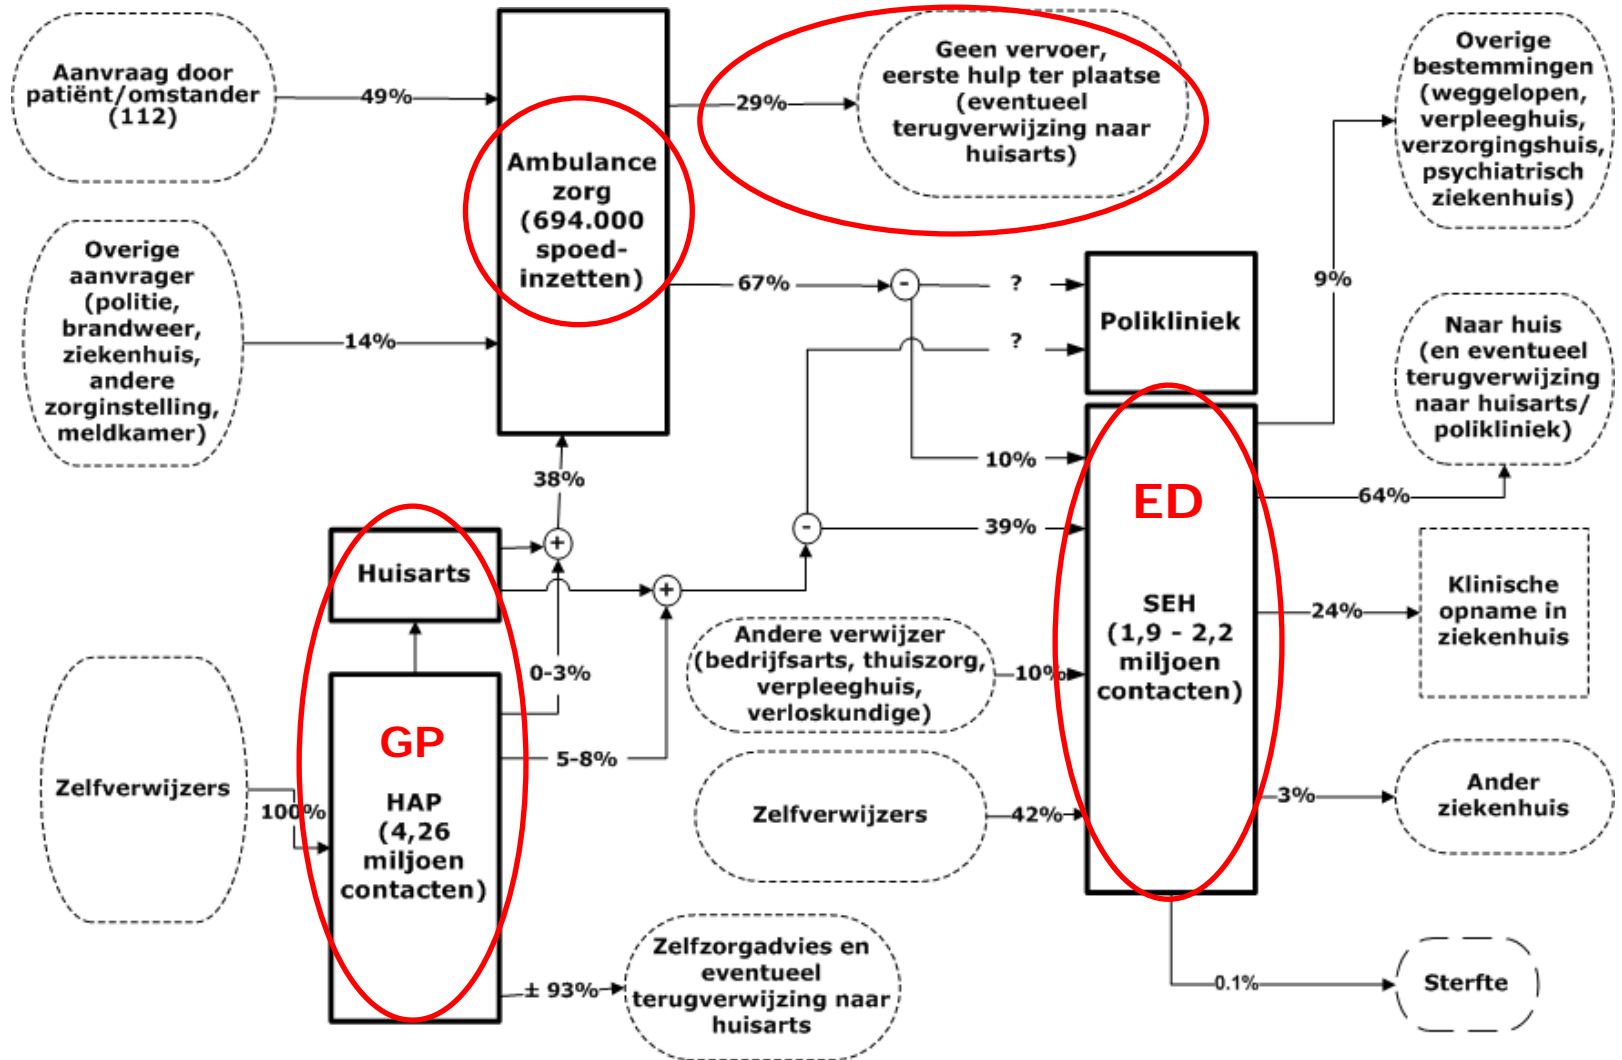 Aanvraag door
patiënt/omstander
(112)
49%
Overige
aanvrager
(politie,
brandweer,
ziekenhuis,
andere
zorginstelling,
meldkamer)
14%
Ambulance
zorg
(694.000
spoed-
inzetten)
29%
Geen vervoer,
eerste hulp ter plaatse
(eventueel
terugverwijzing naar
huisarts)
67%
-
?
?
Polikliniek
Overige
bestemmingen
(weggelopen,
verpleeghuis,
verzorgingshuis,
psychiatrisch
ziekenhuis)
9%
Naar huis
(en eventueel
terugverwijzing
naar huisarts/
polikliniek)
64%
10%
38%
+
-
39%
ED
SEH
(1,9 - 2,2
miljoen
contacten)
Huisarts
+
24%
Klinische
opname in
ziekenhuis
Andere verwijzer
(bedrijfsarts, thuiszorg,
verpleeghuis,
verloskundige)
10%
0-3%
5-8%
Zelfverwijzers
100%
GP
HAP
(4,26
miljoen
contacten)
Zelfverwijzers
42%
3%
Ander
ziekenhuis
± 93%
Zelfzorgadvies en
eventueel
terugverwijzing naar
huisarts
0.1%
Sterfte